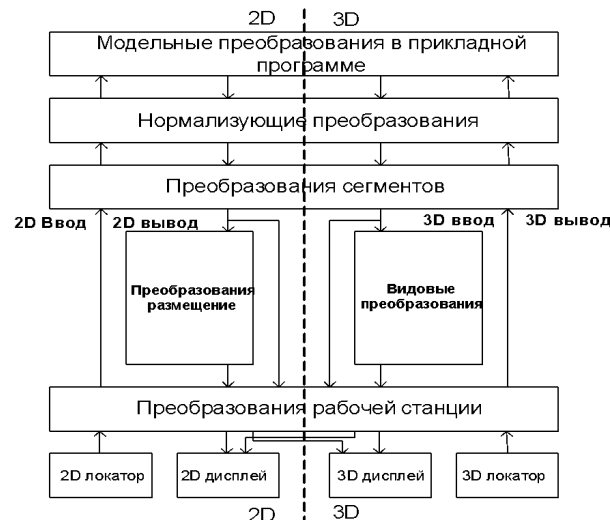 2D 3D
Модельные преобразования в прикладной
программе
Нормализующие преобразования
Преобразования сегментов
2D Ввод 2D вывод 3D ввод 3D вывод
Преобразования
размещение
Видовые
преобразования
Преобразования рабочей станции
2D локатор 2D дисплей 3D дисплей 3D локатор
2D 3D